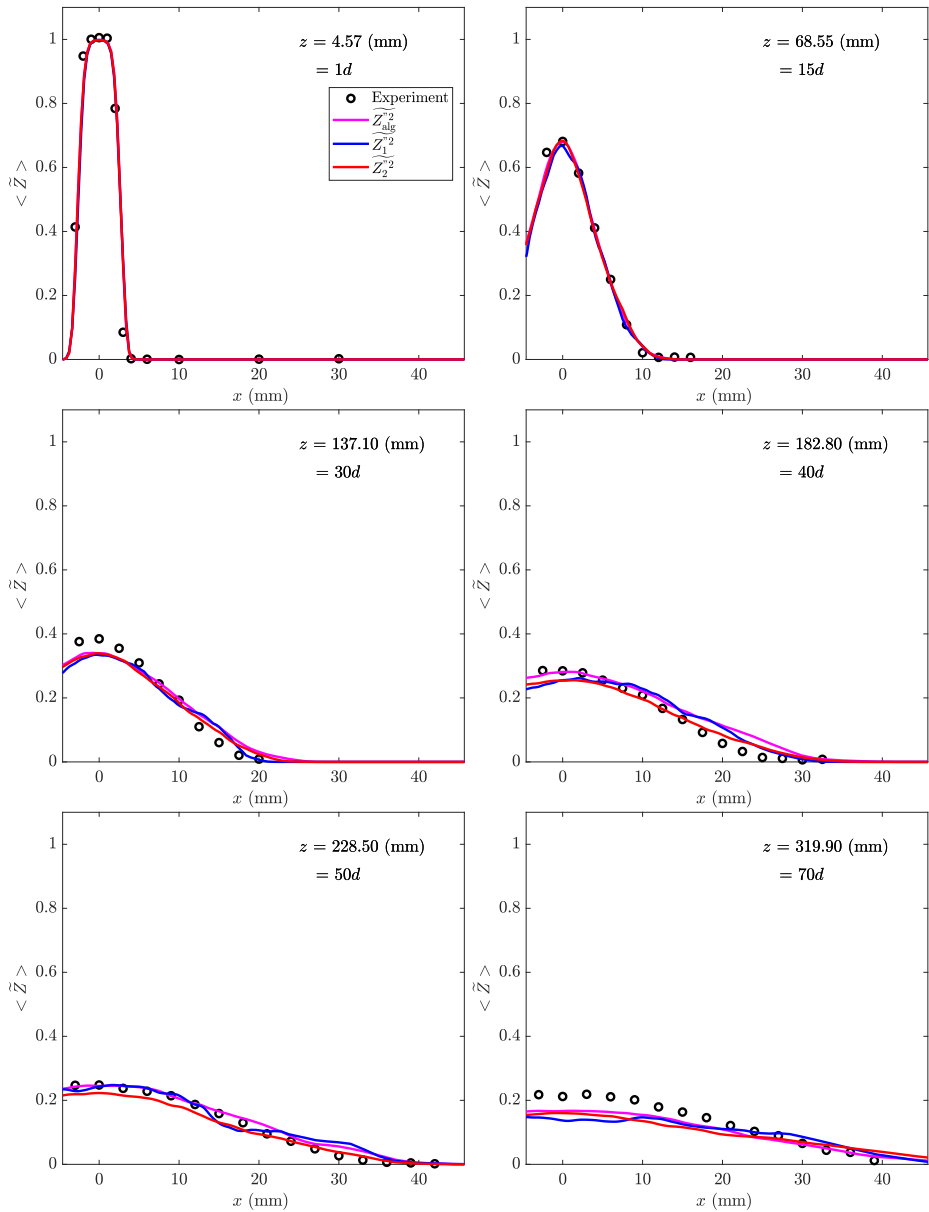 z = 4.57 (mm)
= 1d
Experiment
Z"²alg
Z"²1
Z"²2
1
0.8
0.6
0.4
0.2
0
< Z̃ >
0 10 20 30 40
x (mm)
z = 68.55 (mm)
= 15d
1
0.8
0.6
0.4
0.2
0
< Z̃ >
0 10 20 30 40
x (mm)
z = 137.10 (mm)
= 30d
1
0.8
0.6
0.4
0.2
0
< Z̃ >
0 10 20 30 40
x (mm)
z = 182.80 (mm)
= 40d
1
0.8
0.6
0.4
0.2
0
< Z̃ >
0 10 20 30 40
x (mm)
z = 228.50 (mm)
= 50d
1
0.8
0.6
0.4
0.2
0
< Z̃ >
0 10 20 30 40
x (mm)
z = 319.90 (mm)
= 70d
1
0.8
0.6
0.4
0.2
0
< Z̃ >
0 10 20 30 40
x (mm)